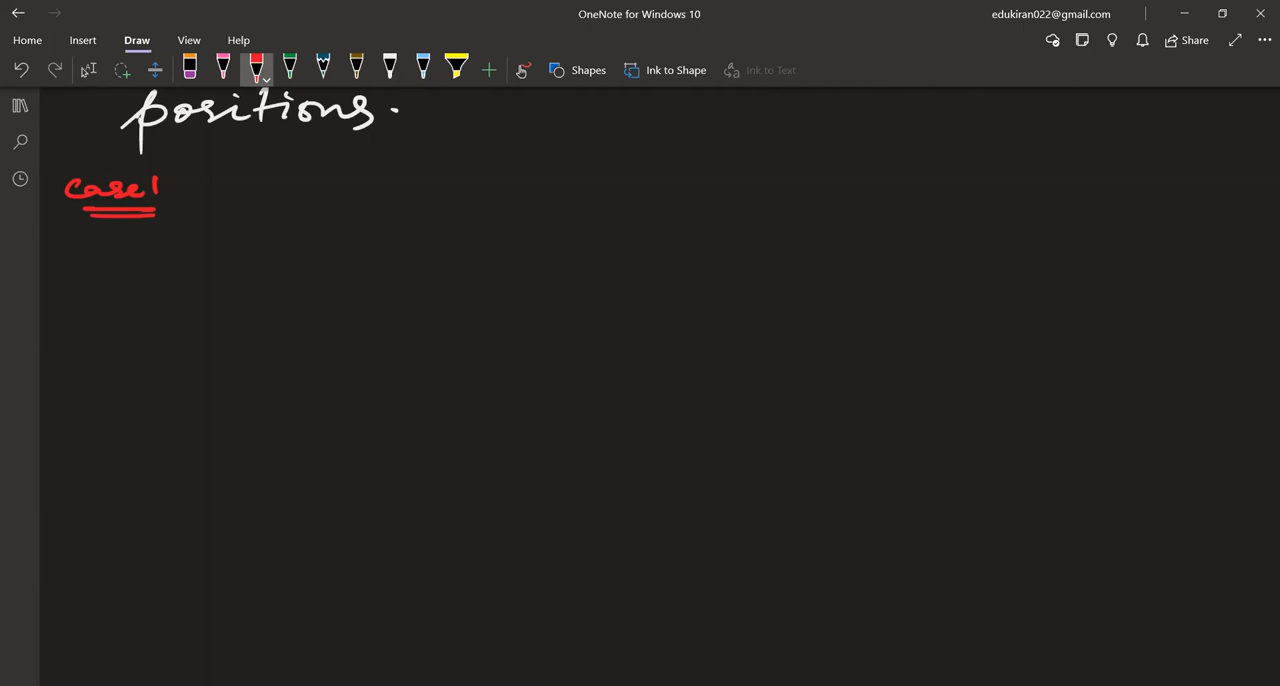 OneNote for Windows 10
edukiran022@gmail.com
Home Insert Draw View Help
Share
Shapes Ink to Shape Ink to Text
positions.
Case 1